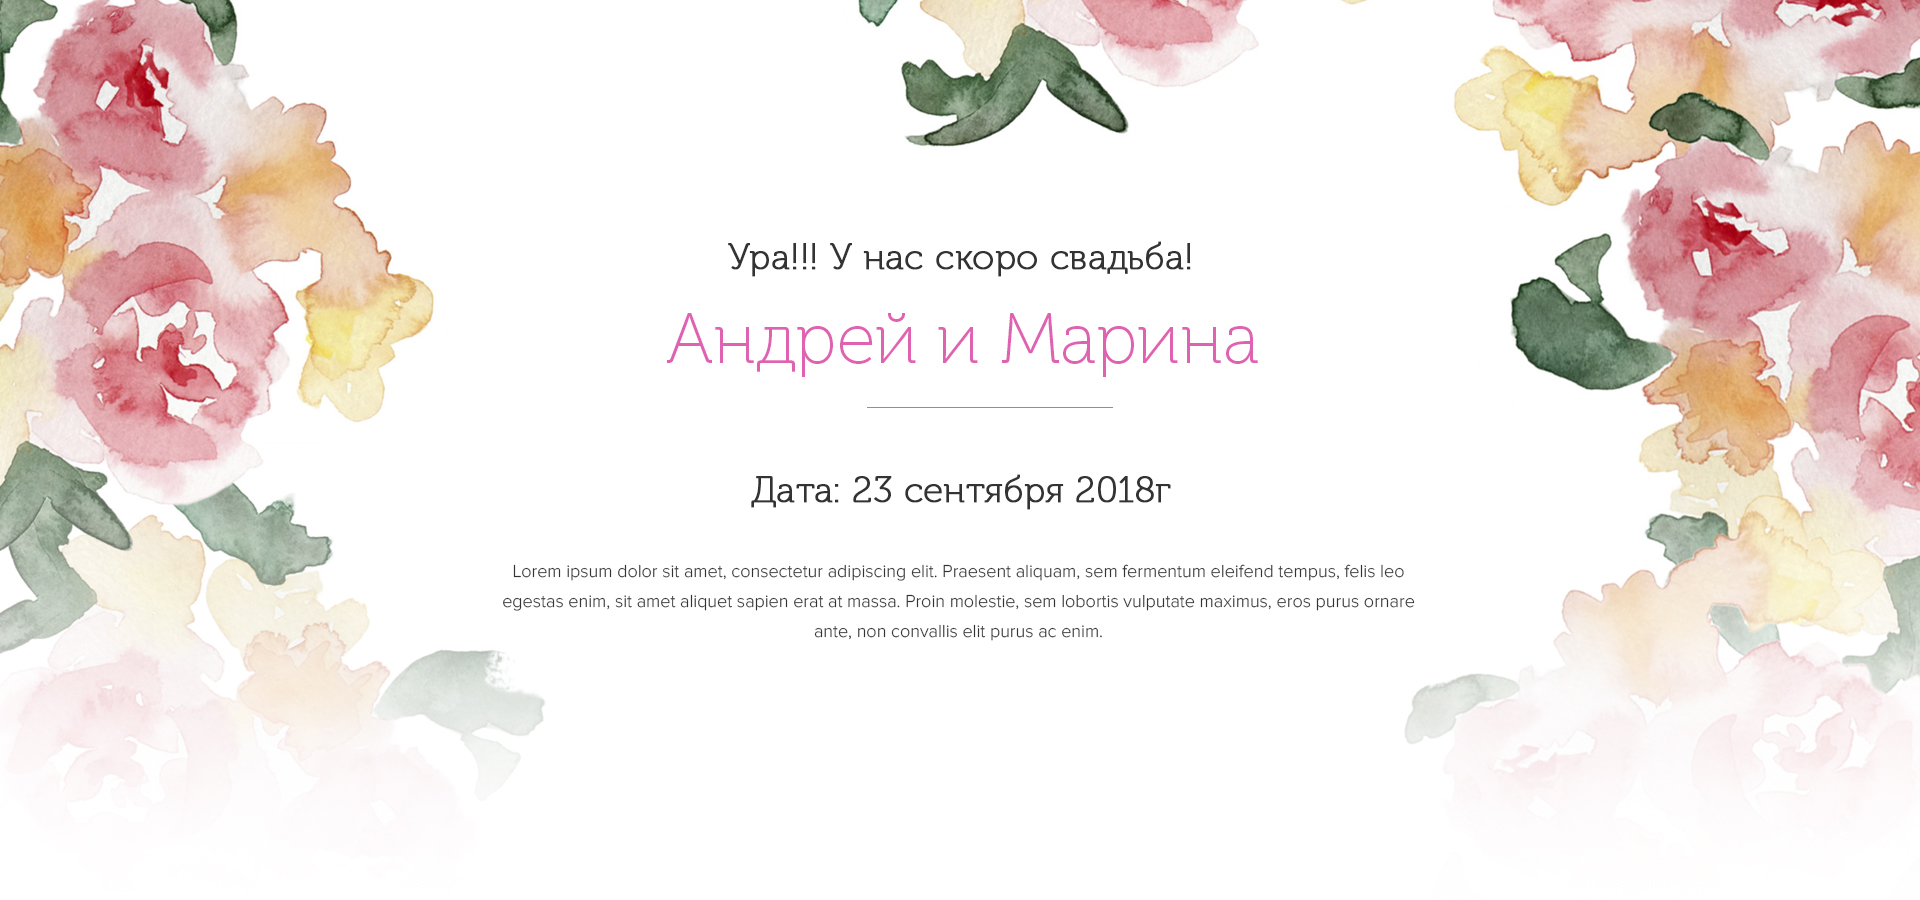 Ура!!! У нас скоро свадьба!
Андрей и Марина
Дата: 23 сентября 2018г
Lorem ipsum dolor sit amet, consectetur adipiscing elit. Praesent aliquam, sem fermentum eleifend tempus, felis leo
egestas enim, sit amet aliquet sapien erat at massa. Proin molestie, sem lobortis vulputate maximus, eros purus ornare
ante, non convallis elit purus ac enim.